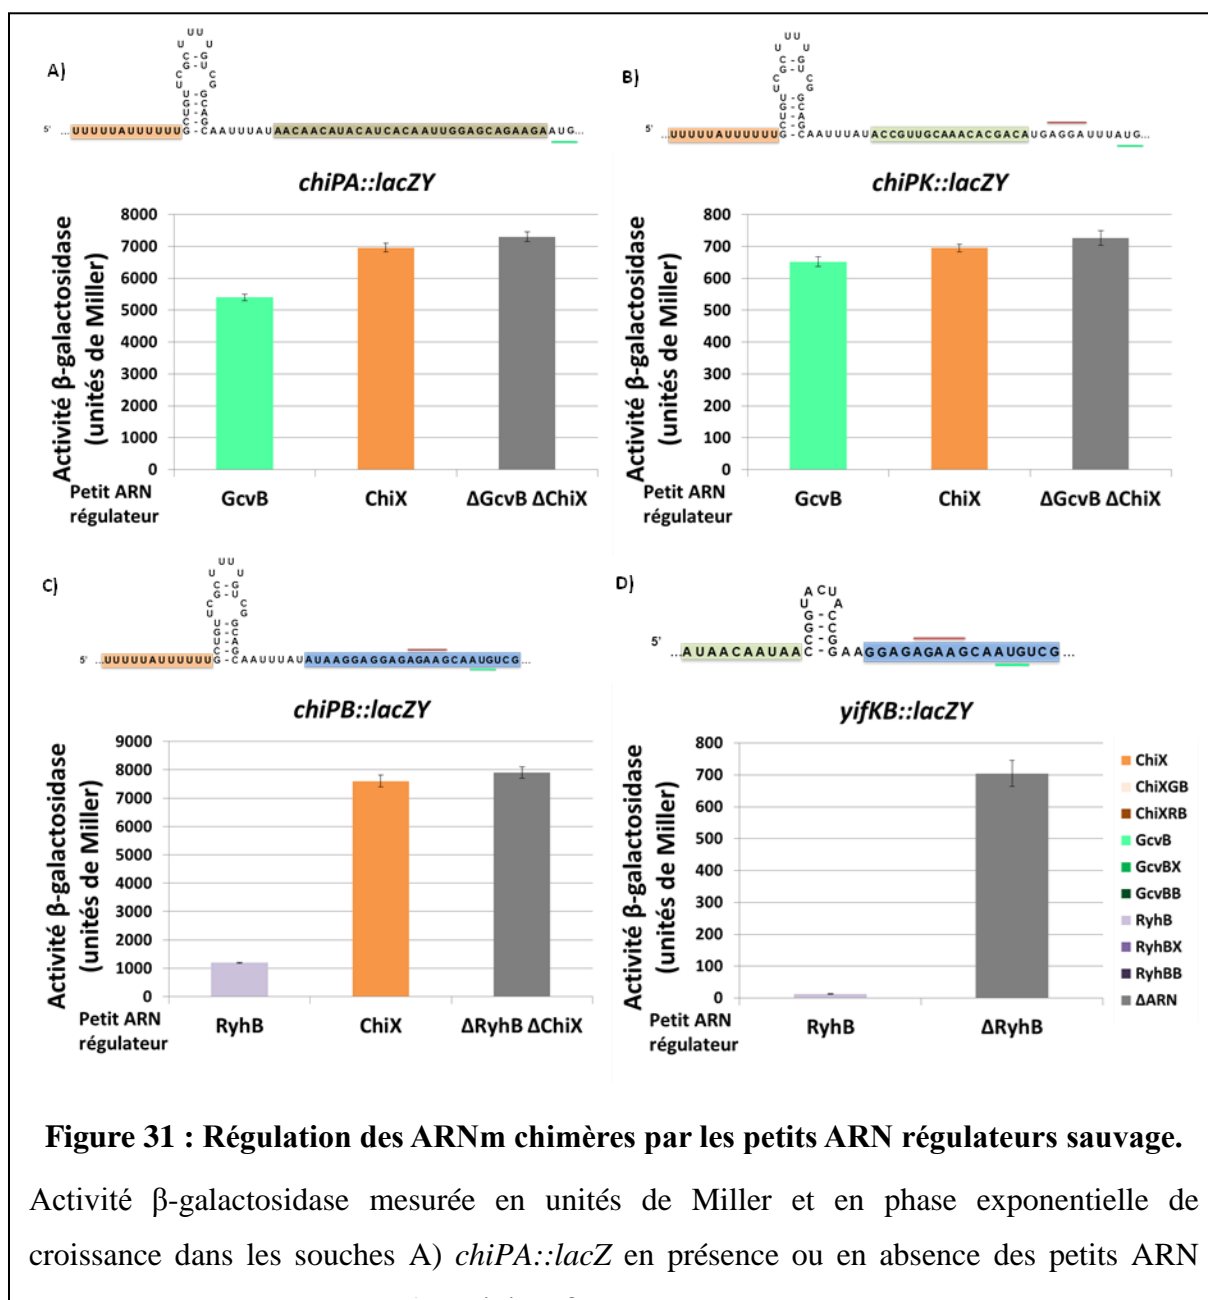 A)
5' ...UUUUUAUUUUUUGCUGUUCGCUUUUUGUCGGCAGCAAUUUAUAACAACAUACAUCACAAUUGGAGCAGAAGAAUG...
chiPA::lacZY
Activité β-galactosidase
(unités de Miller)
8000
7000
6000
5000
4000
3000
2000
1000
0
Petit ARN
régulateur
GcvB
ChiX
ΔGcvB ΔChiX
B)
5' ...UUUUUAUUUUUUGCUGUUCGCUUUUUGUCGGCAGCAAUUUAUACCGUUGCAAACACGACAUGAGGAUUUAUG...
chiPK::lacZY
Activité β-galactosidase
(unités de Miller)
800
700
600
500
400
300
200
100
0
Petit ARN
régulateur
GcvB
ChiX
ΔGcvB ΔChiX
C)
5' ...UUUUUAUUUUUUGCUGUUCGCUUUUUGUCGGCAGCAAUUUAUAUAAGGAGGAGAGAAGCAAUGUCG...
chiPB::lacZY
Activité β-galactosidase
(unités de Miller)
9000
8000
7000
6000
5000
4000
3000
2000
1000
0
Petit ARN
régulateur
RyhB
ChiX
ΔRyhB ΔChiX
D)
5' ...AUAACAAUAACCGGUACUACCGGAAGGAGAGAAGCAAUGUCG...
yifKB::lacZY
Activité β-galactosidase
(unités de Miller)
800
700
600
500
400
300
200
100
0
Petit ARN
régulateur
RyhB
ΔRyhB
ChiX
ChiXGB
ChiXRB
GcvB
GcvBX
GcvBB
RyhB
RyhBX
RyhBB
ΔARN
Figure 31 : Régulation des ARNm chimères par les petits ARN régulateurs sauvage.
Activité β-galactosidase mesurée en unités de Miller et en phase exponentielle de
croissance dans les souches A) chiPA::lacZ en présence ou en absence des petits ARN